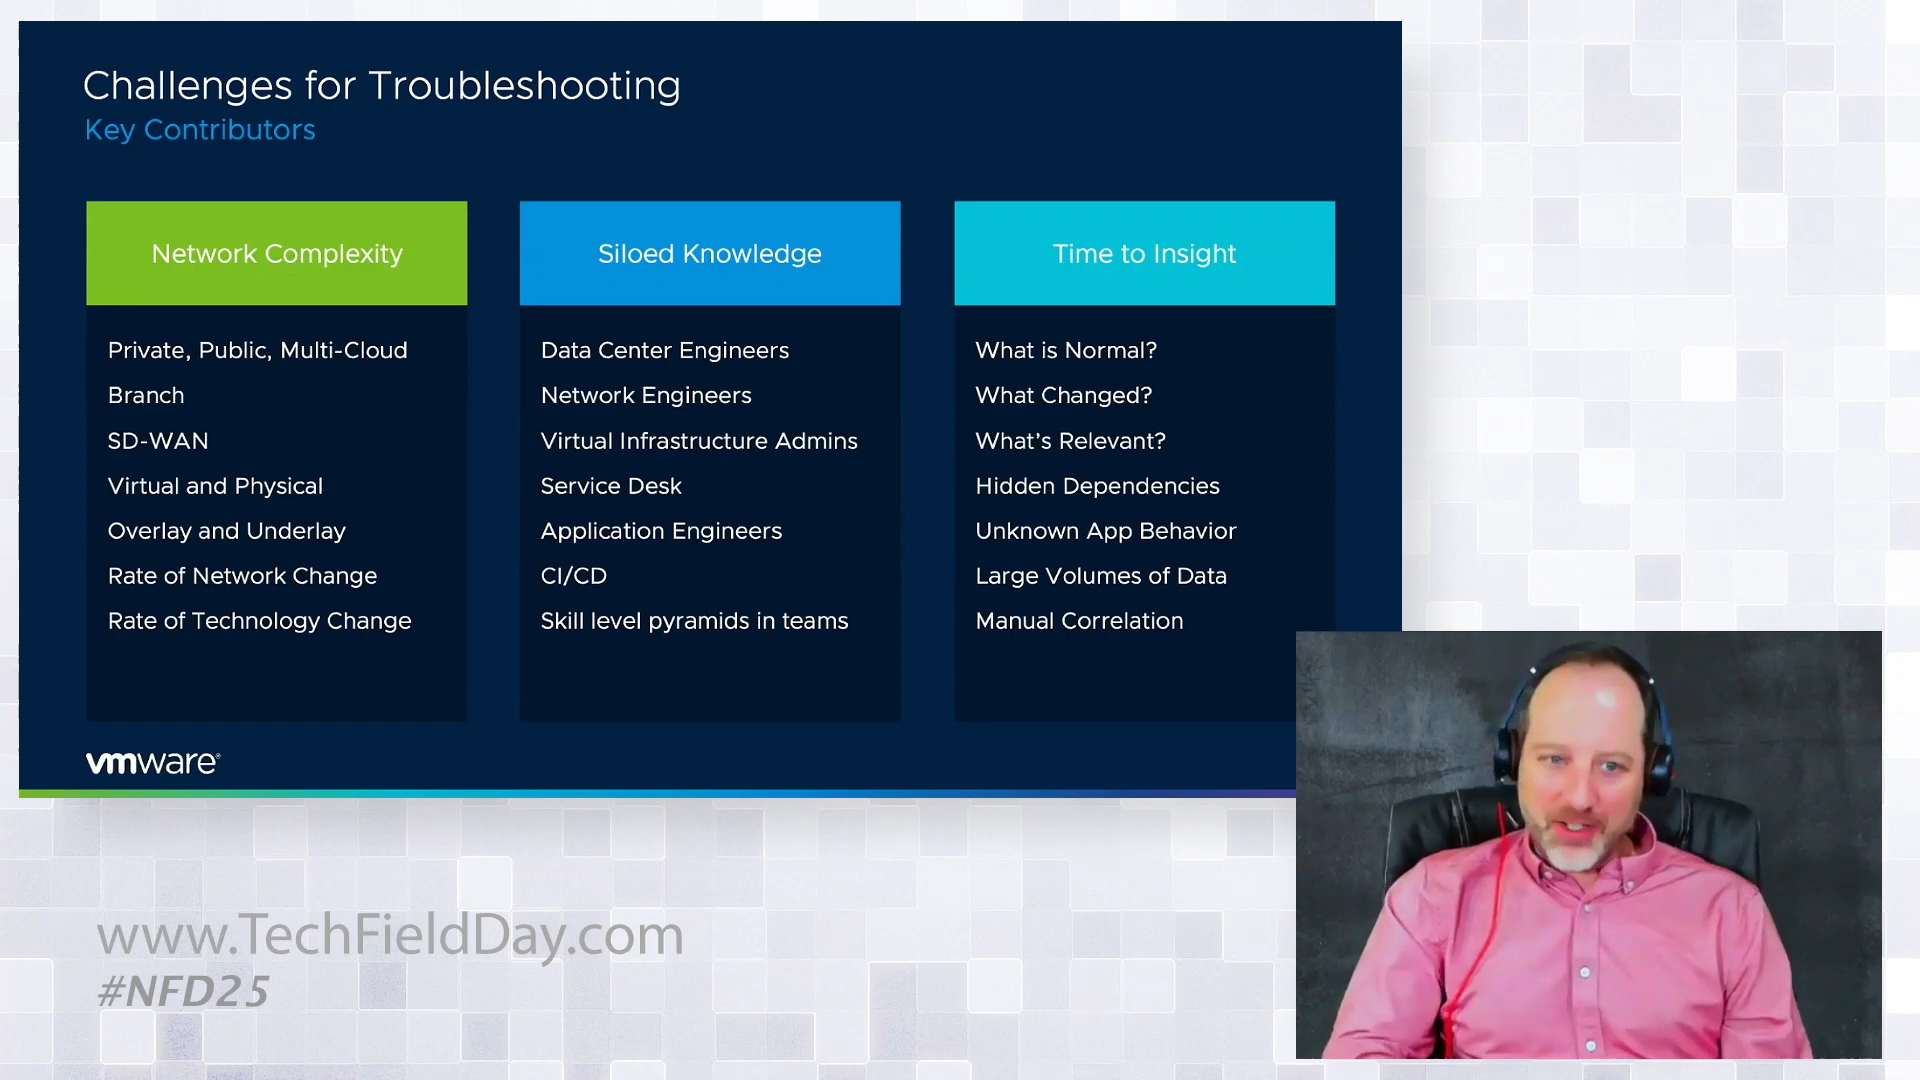 Challenges for Troubleshooting
Key Contributors
Network Complexity
Private, Public, Multi-Cloud
Branch
SD-WAN
Virtual and Physical
Overlay and Underlay
Rate of Network Change
Rate of Technology Change
Siloed Knowledge
Data Center Engineers
Network Engineers
Virtual Infrastructure Admins
Service Desk
Application Engineers
CI/CD
Skill level pyramids in teams
Time to Insight
What is Normal?
What Changed?
What's Relevant?
Hidden Dependencies
Unknown App Behavior
Large Volumes of Data
Manual Correlation
vmware®
www.TechFieldDay.com
#NFD25